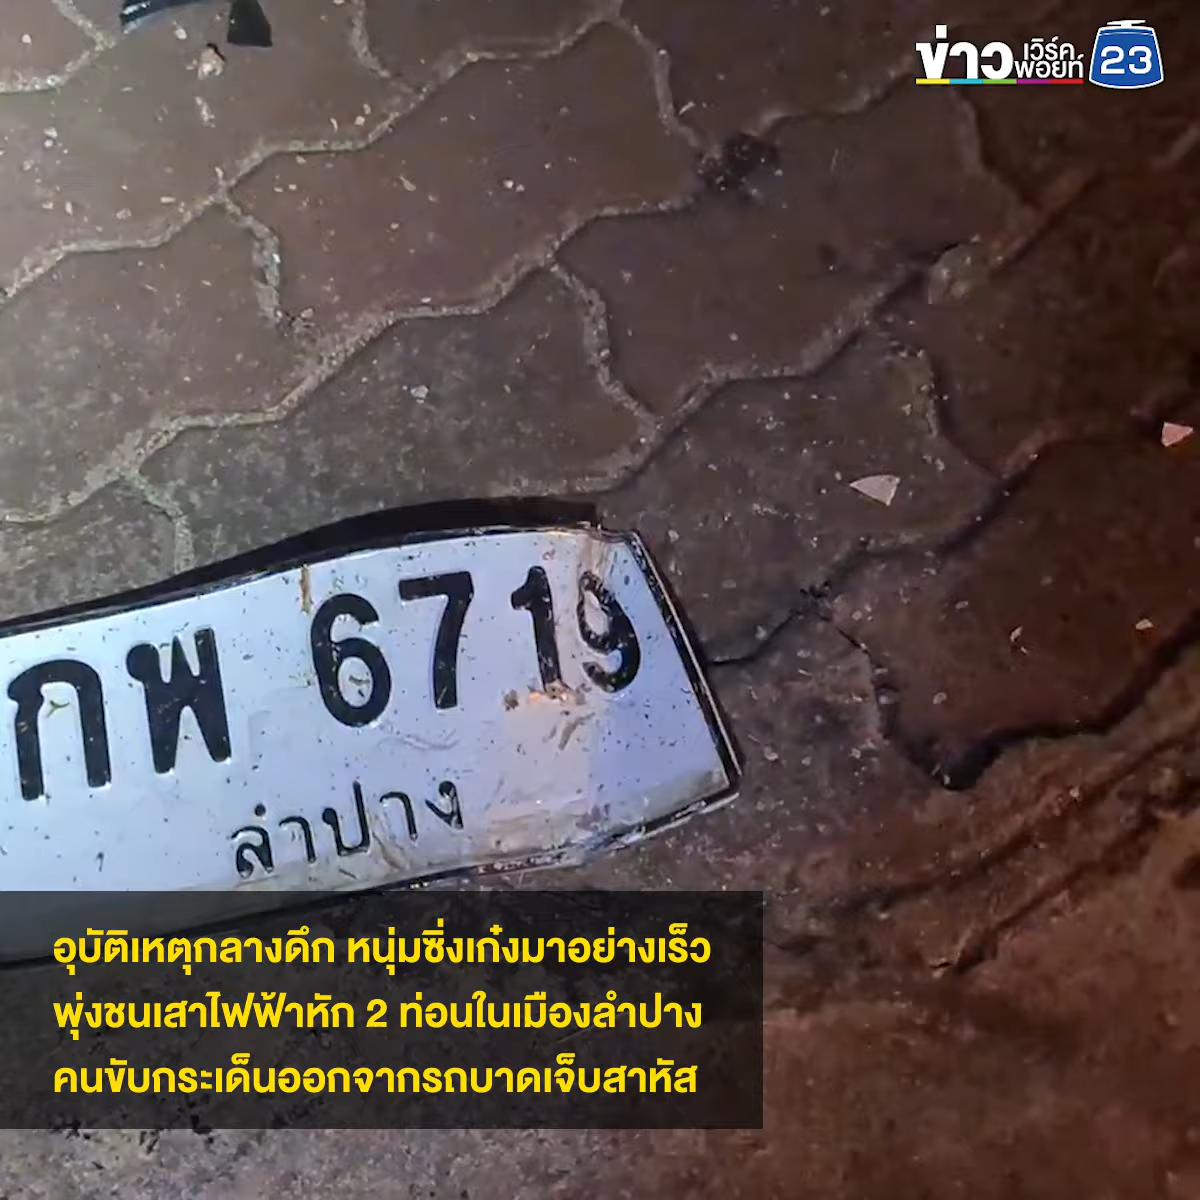 ข่าวเวิร์คพอยท์ 23
กพ 6719
ลำปาง
อุบัติเหตุกลางดึก หนุ่มซิ่งเก๋งมาอย่างเร็ว
พุ่งชนเสาไฟฟ้าหัก 2 ท่อนในเมืองลำปาง
คนขับกระเด็นออกจากรถบาดเจ็บสาหัส